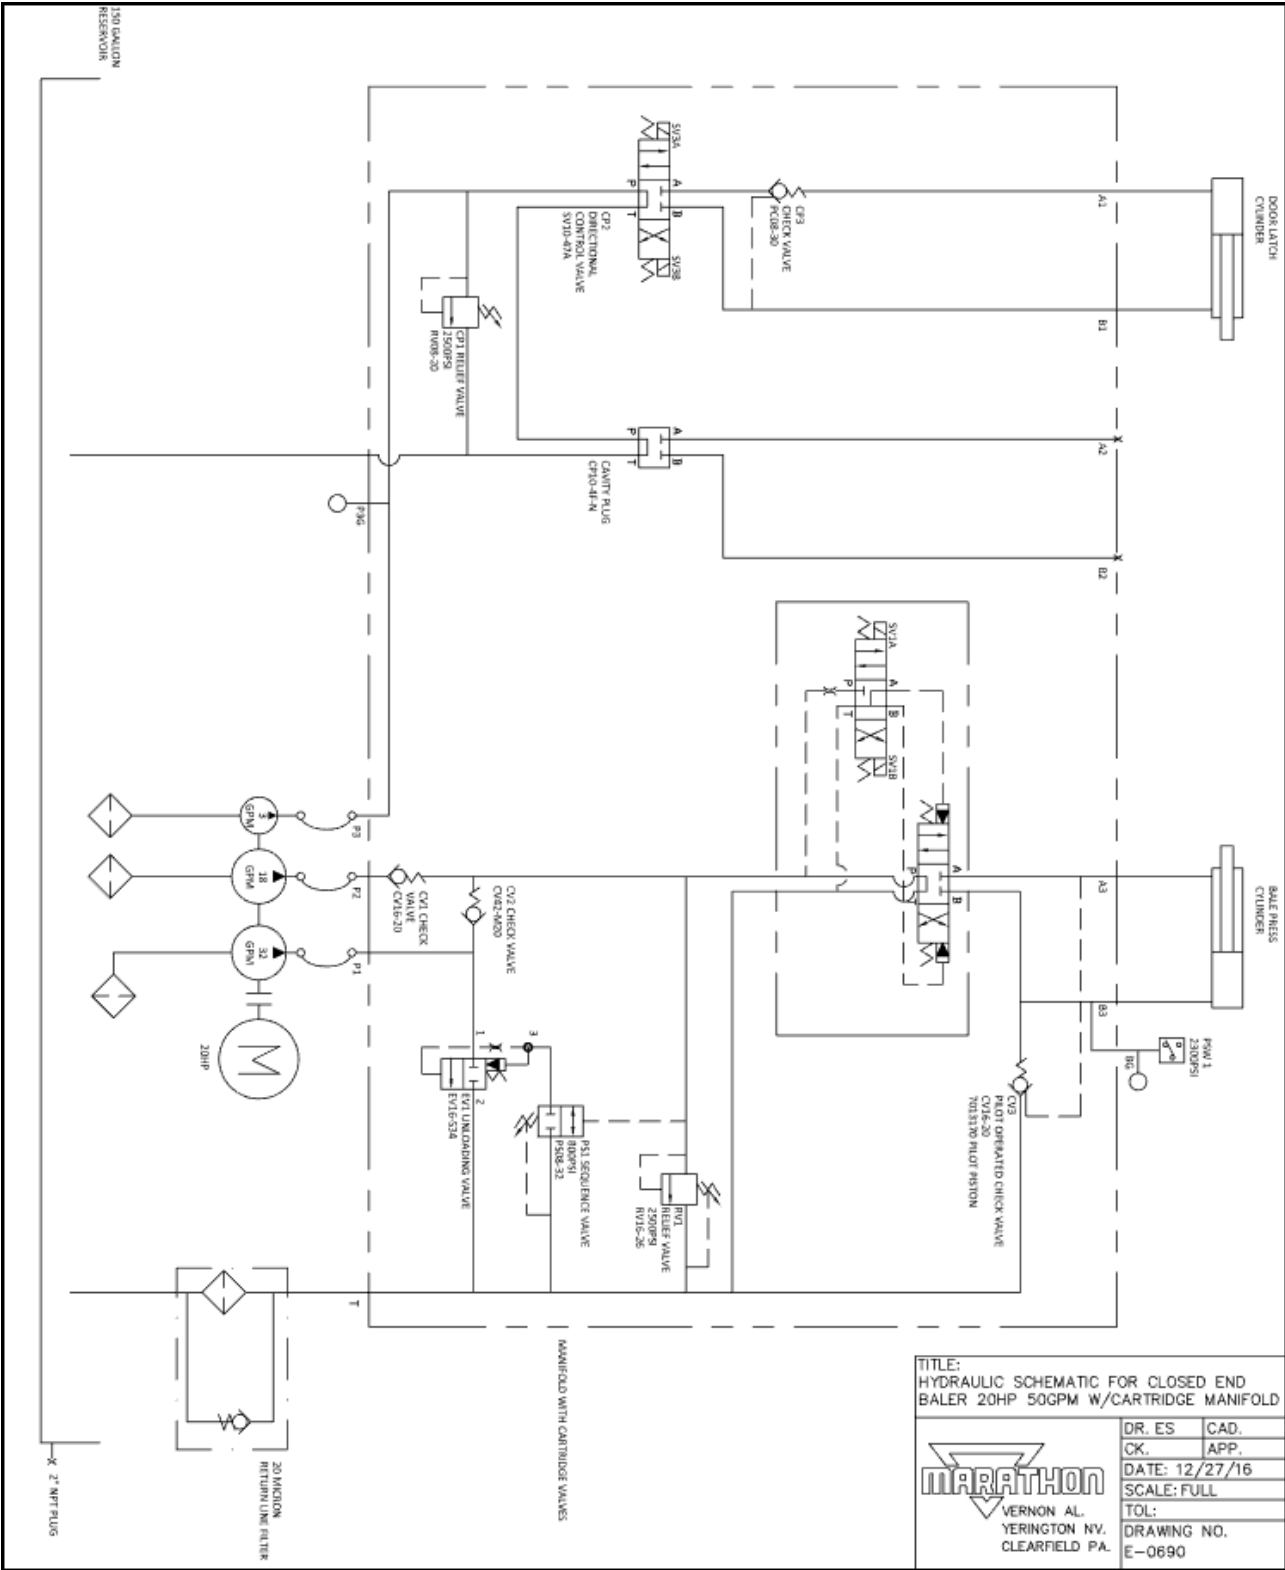 150 GALLON
RESERVOIR
DOOR LATCH
CYLINDER
SV3A
SV3B
A
B
P
T
CP2
DIRECTIONAL
CONTROL VALVE
SV10-47A
CP3
CHECK VALVE
PC08-30
A1
B1
CP1 RELIEF VALVE
2500PSI
RV08-20
A
B
P
T
CAVITY PLUG
CP10-4F-N
A2
B2
P3G
SV1A
SV1B
A
B
P
T
A
B
P
BALE PRESS
CYLINDER
A3
B3
PSW 1
2300PSI
BG
3
GPM
18
GPM
32
GPM
P3
P2
P1
M
20HP
CV1 CHECK
VALVE
CV16-20
CV2 CHECK VALVE
CV42-M20
1
2
3
EV1 UNLOADING VALVE
EV16-S34
PS1 SEQUENCE VALVE
800PSI
PS08-32
RV1
RELIEF VALVE
2500PSI
RV16-26
CV3
PILOT OPERATED CHECK VALVE
CV16-20
7013170 PILOT PISTON
T
MANIFOLD WITH CARTRIDGE VALVES
20 MICRON
RETURN LINE FILTER
2" NPT PLUG
TITLE:
HYDRAULIC SCHEMATIC FOR CLOSED END
BALER 20HP 50GPM W/CARTRIDGE MANIFOLD
MARATHON
VERNON AL.
YERINGTON NV.
CLEARFIELD PA.
DR. ES
CAD.
CK.
APP.
DATE: 12/27/16
SCALE: FULL
TOL:
DRAWING NO.
E-0690